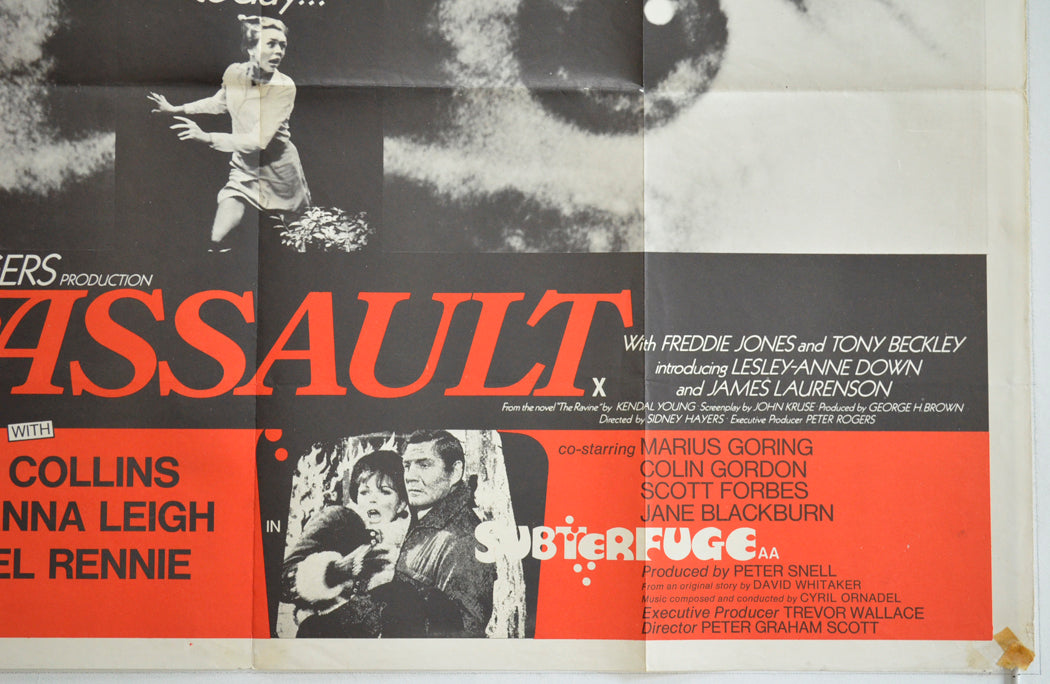 today...
ERS PRODUCTION
ASSAULT X
With FREDDIE JONES and TONY BECKLEY
introducing LESLEY-ANNE DOWN
and JAMES LAURENSON
From the novel "The Ravine" by KENDAL YOUNG Screenplay by JOHN KRUSE Produced by GEORGE H. BROWN
Directed by SIDNEY HAYERS · Executive Producer PETER ROGERS
WITH
COLLINS
NNA LEIGH
EL RENNIE
IN
co-starring MARIUS GORING
COLIN GORDON
SCOTT FORBES
JANE BLACKBURN
SUBTERFUGE AA
Produced by PETER SNELL
From an original story by DAVID WHITAKER
Music composed and conducted by CYRIL ORNADEL
Executive Producer TREVOR WALLACE
Director PETER GRAHAM SCOTT